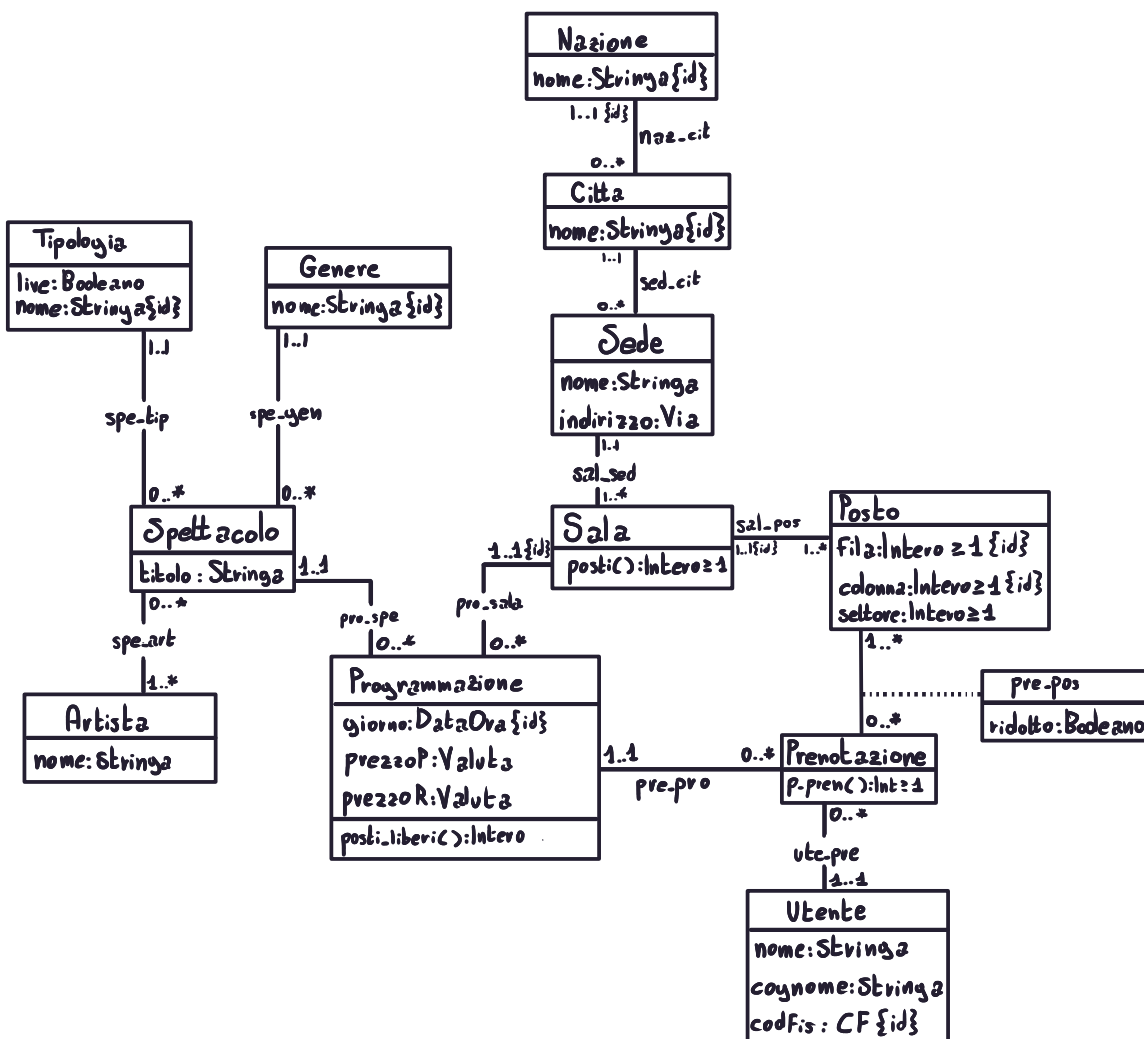 Nazione
nome:Stringa{id}
1..1 {id}
naz_cit
0..*
Citta
nome:Stringa{id}
1..1
sed_cit
0..*
Sede
nome:Stringa
indirizzo:Via
1..1
sal_sed
1..*
Tipologia
live:Booleano
nome:Stringa{id}
1..1
spe_tip
0..*
Genere
nome:Stringa{id}
1..1
spe_gen
0..*
Spettacolo
titolo: Stringa
1..1
0..*
spe_art
1..*
Artista
nome: Stringa
pro_spe
0..*
Sala
posti():Intero≥1
1..1{id}
pro_sala
0..*
sal_pos
1..1{id}
1..*
Posto
fila:Intero≥1{id}
colonna:Intero≥1{id}
settore:Intero≥1
1..*
0..*
pre_pos
ridotto:Booleano
Programmazione
giorno:DataOra{id}
prezzoP:Valuta
prezzoR:Valuta
posti_liberi():Intero
1..1
pre_pro
0..*
Prenotazione
p-pren():Int≥1
0..*
ute_pre
1..1
Utente
nome:Stringa
cognome:Stringa
codFis: CF{id}